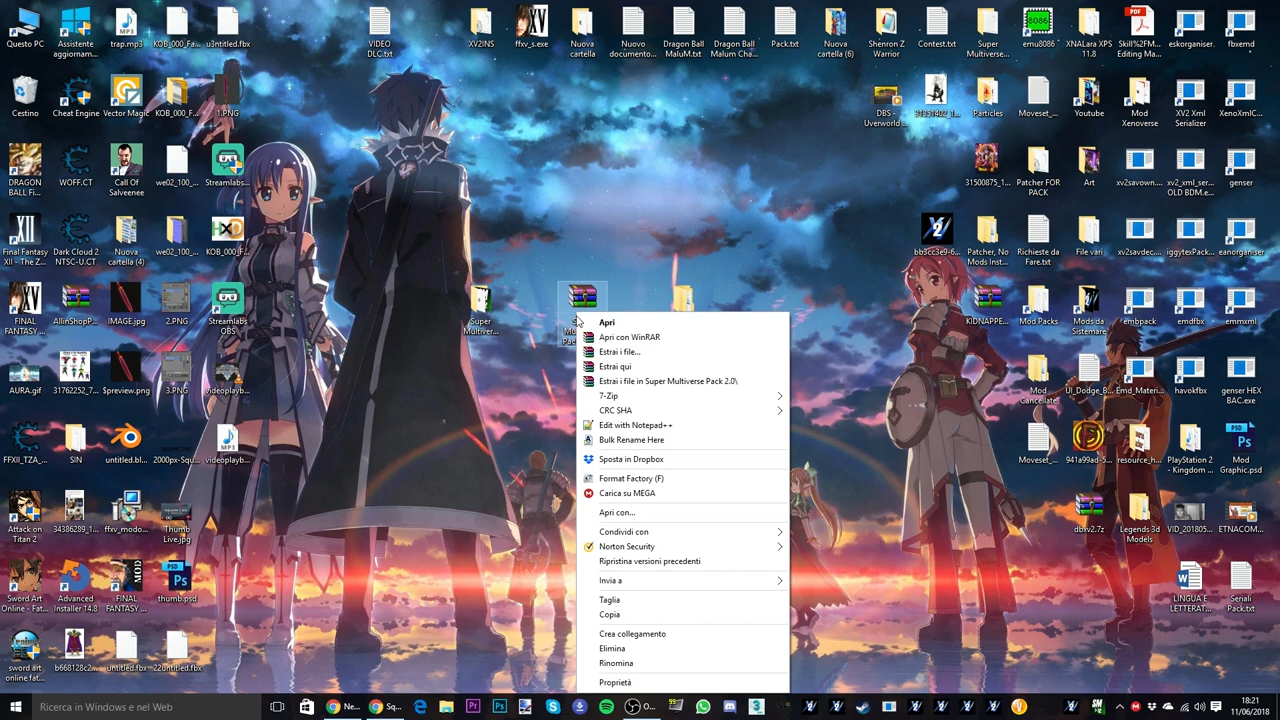 Questo PC
Assistente
aggiornam...
trap.mp3
KOB_000_Fa...
u3ntitled.fbx
VIDEO
DLC.txt
XV2INS
ffxv_s.exe
Nuova
cartella
Nuovo
documento...
Dragon Ball
MaluM.txt
Dragon Ball
Malum Cha...
Pack.txt
Nuova
cartella (6)
Shenron Z
Warrior
Contest.txt
Super
Multiverse...
emu8086
XNALara XPS
11.8
Skill%2FM...
Editing Ma...
eskorganiser.
fbxemd
Cestino
Cheat Engine
Vector Magic
KOB_000_F...
1.PNG
DBS -
Uverworld ...
31351402_1...
Particles
Moveset_...
Youtube
Mod
Xenoverse
XV2 Xml
Serializer
XenoXmlC...
DRAGON
BALL Fi...
WOFF.CT
Call Of
Salveenee
we02_100_...
Streamlabs...
31500875_1...
Patcher FOR
PACK
Art
xv2savown....
xv2_xml_ser...
OLD BDM.e...
genser
Final Fantasy
XII - The Z...
Dark Cloud 2
NTSC-U.CT
Nuova
cartella (4)
we02_100_...
KOB_000_F...
bb3cc3e9-6...
Patcher, No
Mods Inst...
Richieste da
Fare.txt
File vari
xv2savdec....
iggytexPack...
eanorganiser
FINAL
FANTASY ...
AllinShopP...
IMAGE.jpg
2.PNG
Streamlabs
OBS
Super
Multiver...
KIDNAPPE...
Mod Packs
Mods da
Sistemare
embpack
emdfbx
emmxml
Apri
Apri con WinRAR
Estrai i file...
Estrai qui
Estrai i file in Super Multiverse Pack 2.0\
7-Zip
CRC SHA
Edit with Notepad++
Bulk Rename Here
Sposta in Dropbox
Format Factory (F)
Carica su MEGA
Apri con...
Condividi con
Norton Security
Ripristina versioni precedenti
Invia a
Taglia
Copia
Crea collegamento
Elimina
Rinomina
Proprietà
AURA.psd
31762252_7...
$preview.png
3.PNG
videoplayb...
Mod
Cancellate
UI_Dodge_B...
Emd_Materi...
havokfbx
genser HEX
BAC.exe
FFXII_TZA_...
SIN
untitled.bl...
2000px-Squ...
videoplayb...
Moveset_...
941a99ad-5...
resource_h...
PlayStation 2
- Kingdom ...
Mod
Graphic.psd
Attack on
Titan 2
34386289_1...
ffxv_modo...
Thumb
Live.jpg
dbxv2.7z
Legends 3d
Models
VID_201805...
ETNACOM...
Sword Art
Online - Fat...
Advanced
Installer 14.8
FINAL
FANTASY ...
thumb.psd
LINGUA E
LETTERAT...
Seriali
Pack.txt
sword art
online fat...
b668128c2...
untitled.fbx
22untitled.fbx
Ricerca in Windows e nel Web
Ne...
Sq...
O...
18:21
11/06/2018